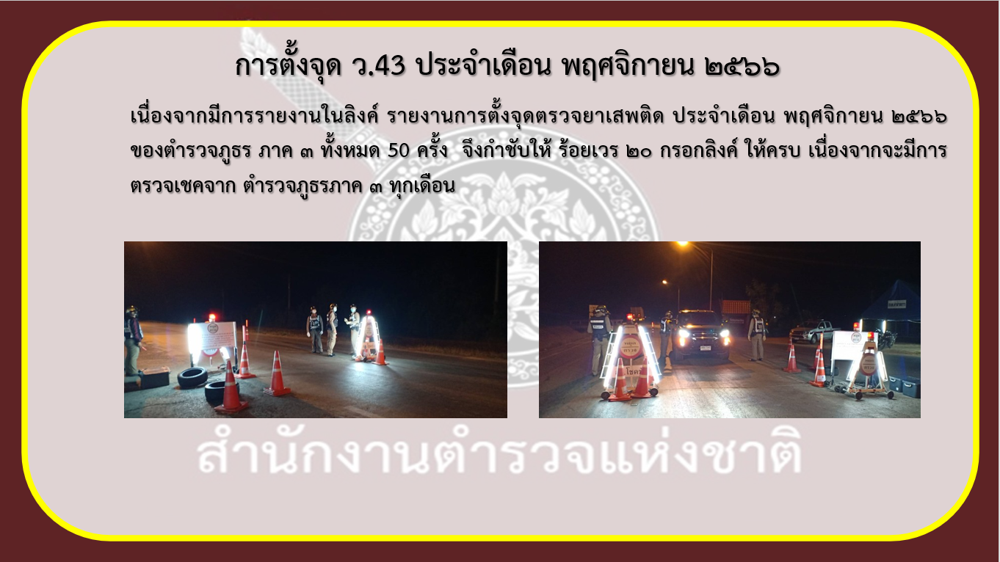 การตั้งจุด ว.43 ประจำเดือน พฤศจิกายน ๒๕๖๖
เนื่องจากมีการรายงานในลิงค์ รายงานการตั้งจุดตรวจยาเสพติด ประจำเดือน พฤศจิกายน ๒๕๖๖
ของตำรวจภูธร ภาค ๓ ทั้งหมด 50 ครั้ง จึงกำชับให้ ร้อยเวร ๒๐ กรอกลิงค์ ให้ครบ เนื่องจากจะมีการ
ตรวจเชคจาก ตำรวจภูธรภาค ๓ ทุกเดือน
สำนักงานตำรวจแห่งชาติ